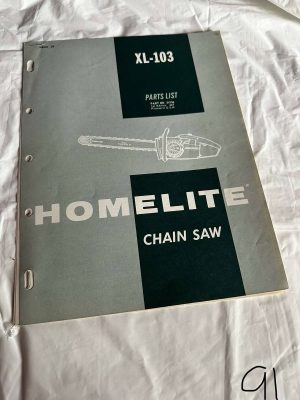 XL-103
PARTS LIST
HOMELITE
CHAIN SAW
91